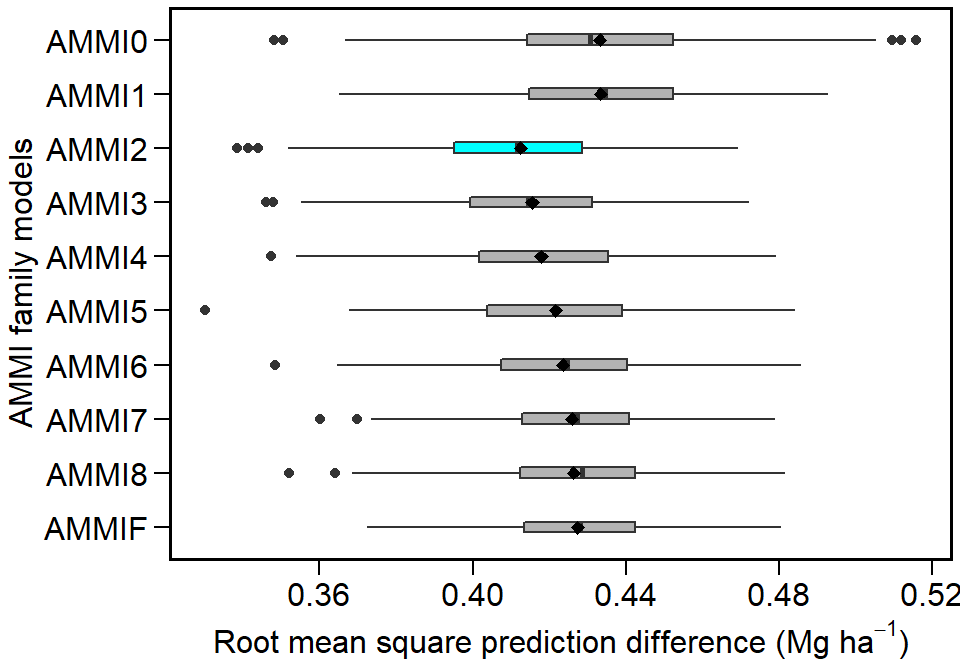 AMMI family models
AMMI0
AMMI1
AMMI2
AMMI3
AMMI4
AMMI5
AMMI6
AMMI7
AMMI8
AMMIF
0.36 0.40 0.44 0.48 0.52
Root mean square prediction difference (Mg ha⁻¹)